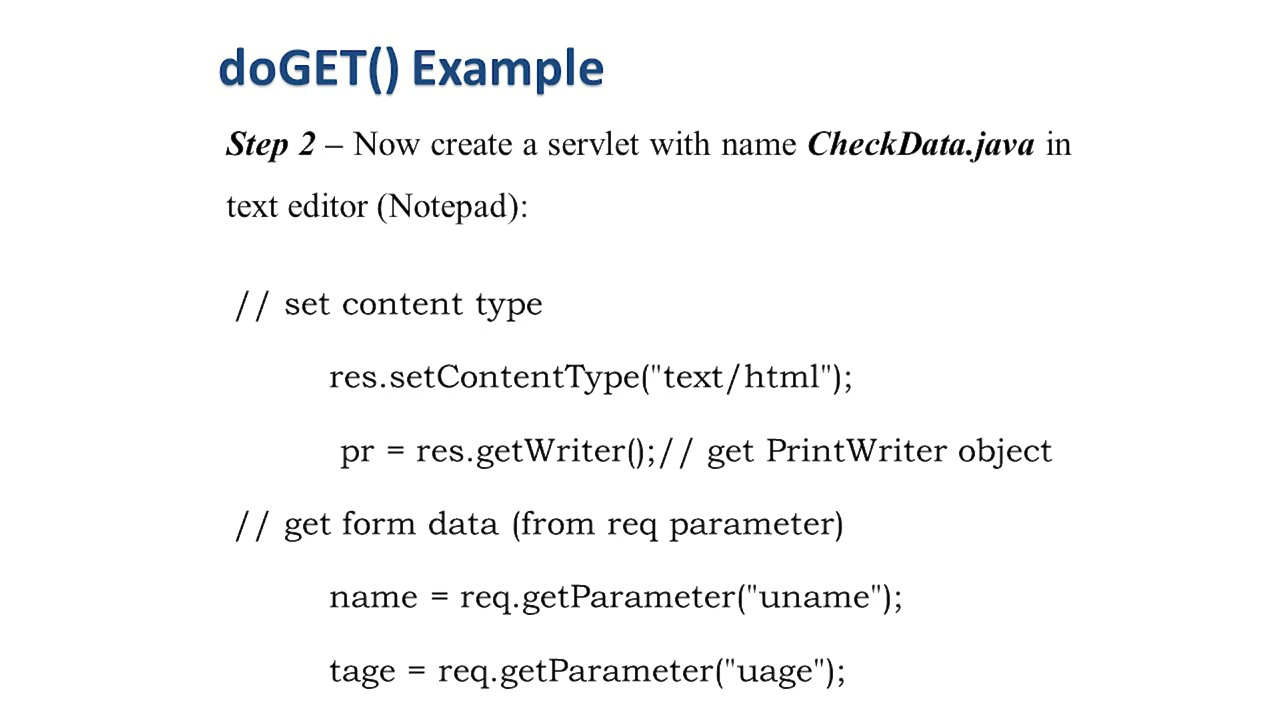 doGET() Example
Step 2 – Now create a servlet with name CheckData.java in
text editor (Notepad):
// set content type
res.setContentType("text/html");
pr = res.getWriter();// get PrintWriter object
// get form data (from req parameter)
name = req.getParameter("uname");
tage = req.getParameter("uage");